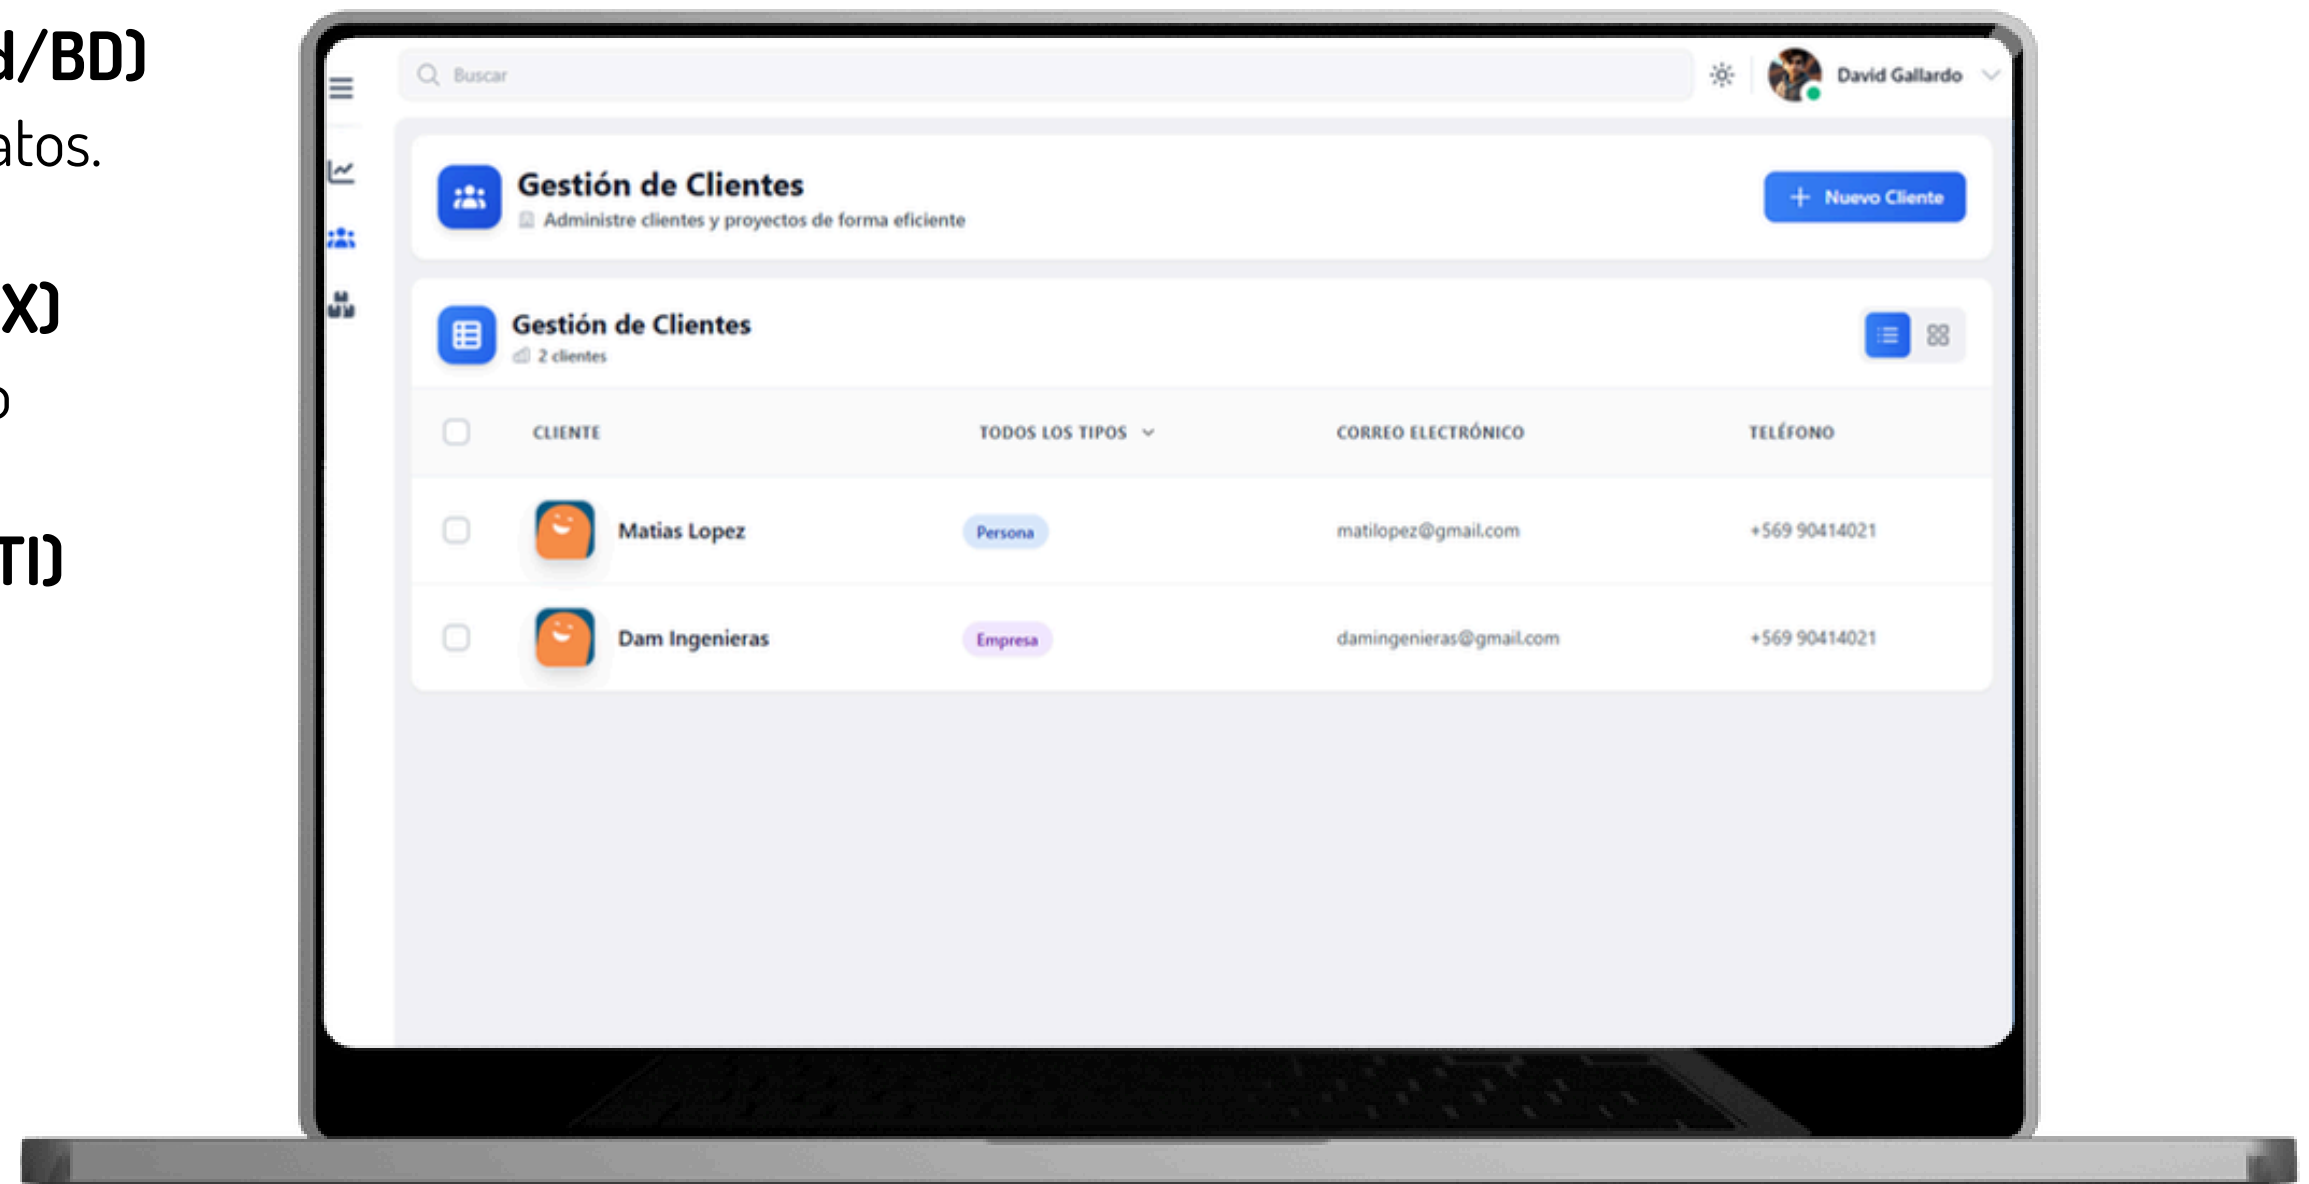 d/BD)
atos.
X)
o
TI)
Buscar
David Gallardo
Gestión de Clientes
Administre clientes y proyectos de forma eficiente
+ Nuevo Cliente
Gestión de Clientes
2 clientes
CLIENTE TODOS LOS TIPOS CORREO ELECTRÓNICO TELÉFONO
Matias Lopez Persona matilopez@gmail.com +569 90414021
Dam Ingenieras Empresa damingenieras@gmail.com +569 90414021